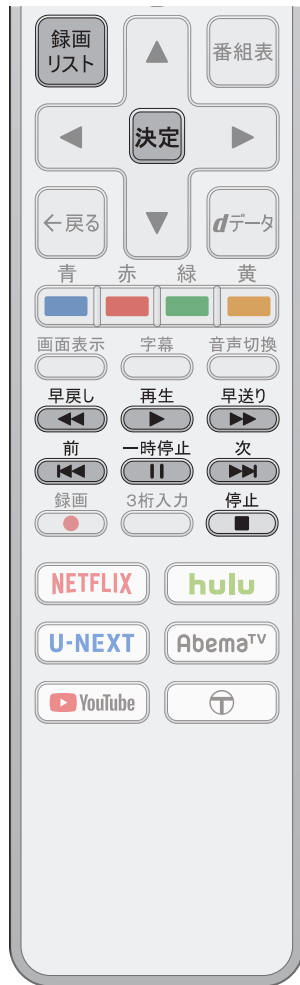 録画
リスト
番組表
決定
←戻る
dデータ
青 赤 緑 黄
画面表示 字幕 音声切換
早戻し 再生 早送り
前 一時停止 次
録画 3桁入力 停止
NETFLIX hulu
U-NEXT AbemaTV
YouTube